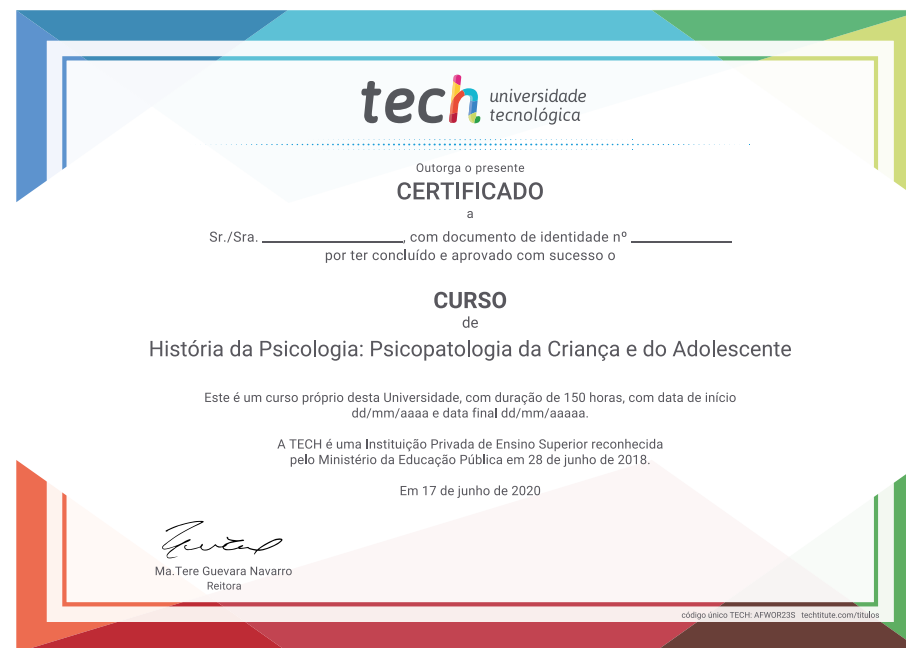 tech universidade
tecnológica
Outorga o presente
CERTIFICADO
a
Sr./Sra. ____________, com documento de identidade nº ____________
por ter concluído e aprovado com sucesso o
CURSO
de
História da Psicologia: Psicopatologia da Criança e do Adolescente
Este é um curso próprio desta Universidade, com duração de 150 horas, com data de início
dd/mm/aaaa e data final dd/mm/aaaaa.
A TECH é uma Instituição Privada de Ensino Superior reconhecida
pelo Ministério da Educação Pública em 28 de junho de 2018.
Em 17 de junho de 2020
Ma.Tere Guevara Navarro
Reitora
código único TECH: AFWOR23S techtitute.com/títulos